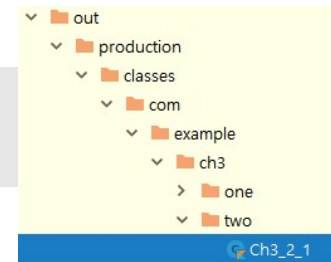 out
production
classes
com
example
ch3
one
two
Ch3_2_1